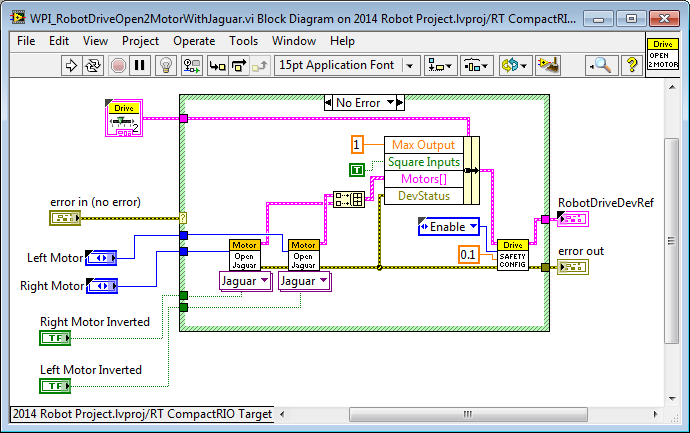 WPI_RobotDriveOpen2MotorWithJaguar.vi Block Diagram on 2014 Robot Project.lvproj/RT CompactRI...
File Edit View Project Operate Tools Window Help
15pt Application Font
Drive
OPEN
2 MOTOR
No Error
Drive
2
1
Max Output
T
Square Inputs
Motors[]
DevStatus
error in (no error)
RobotDriveDevRef
Enable
Motor
Open
Jaguar
Motor
Open
Jaguar
Drive
SAFETY
CONFIG
error out
Left Motor
0.1
Right Motor
Jaguar
Jaguar
Right Motor Inverted
TF
Left Motor Inverted
TF
2014 Robot Project.lvproj/RT CompactRIO Target